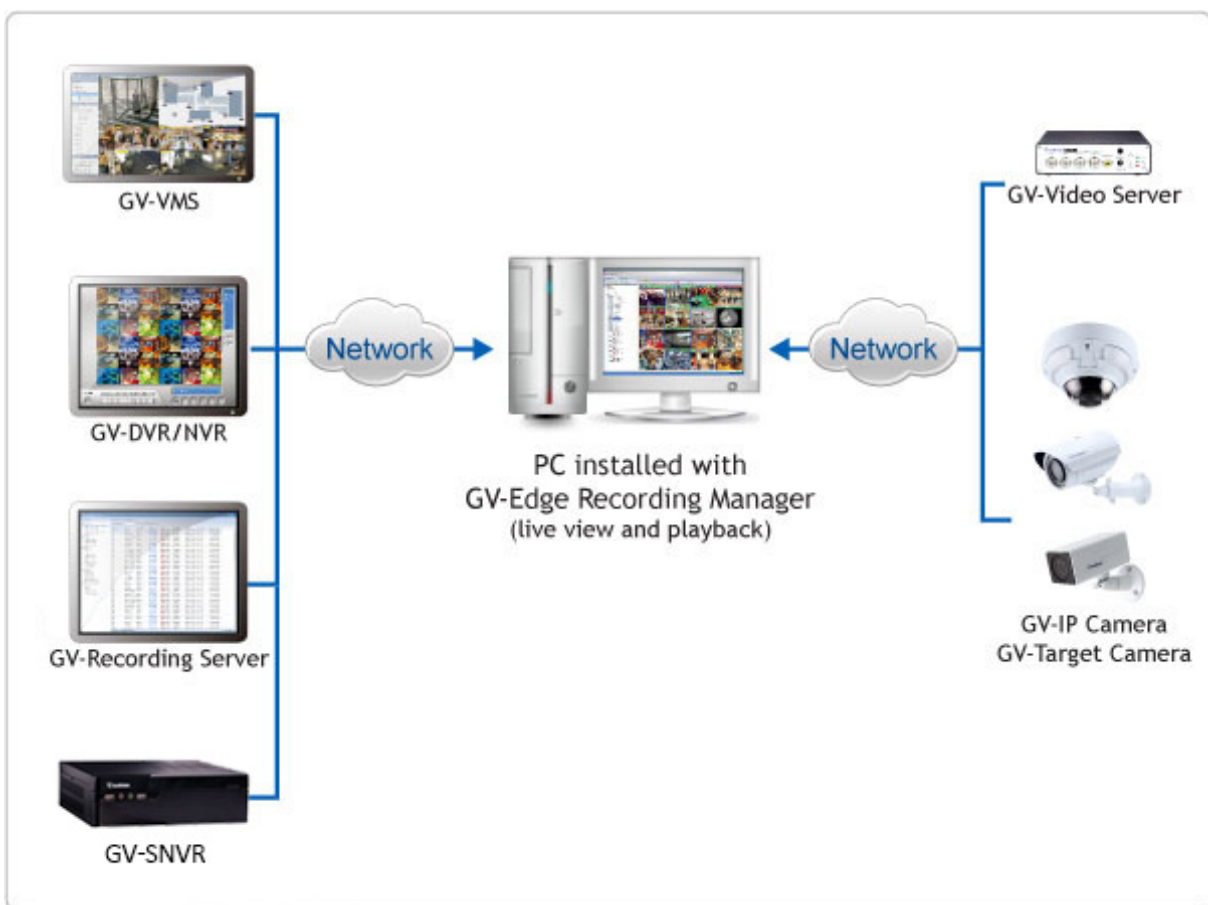 GV-VMS
GV-DVR/NVR
GV-Recording Server
GV-SNVR
Network
PC installed with
GV-Edge Recording Manager
(live view and playback)
Network
GV-Video Server
GV-IP Camera
GV-Target Camera